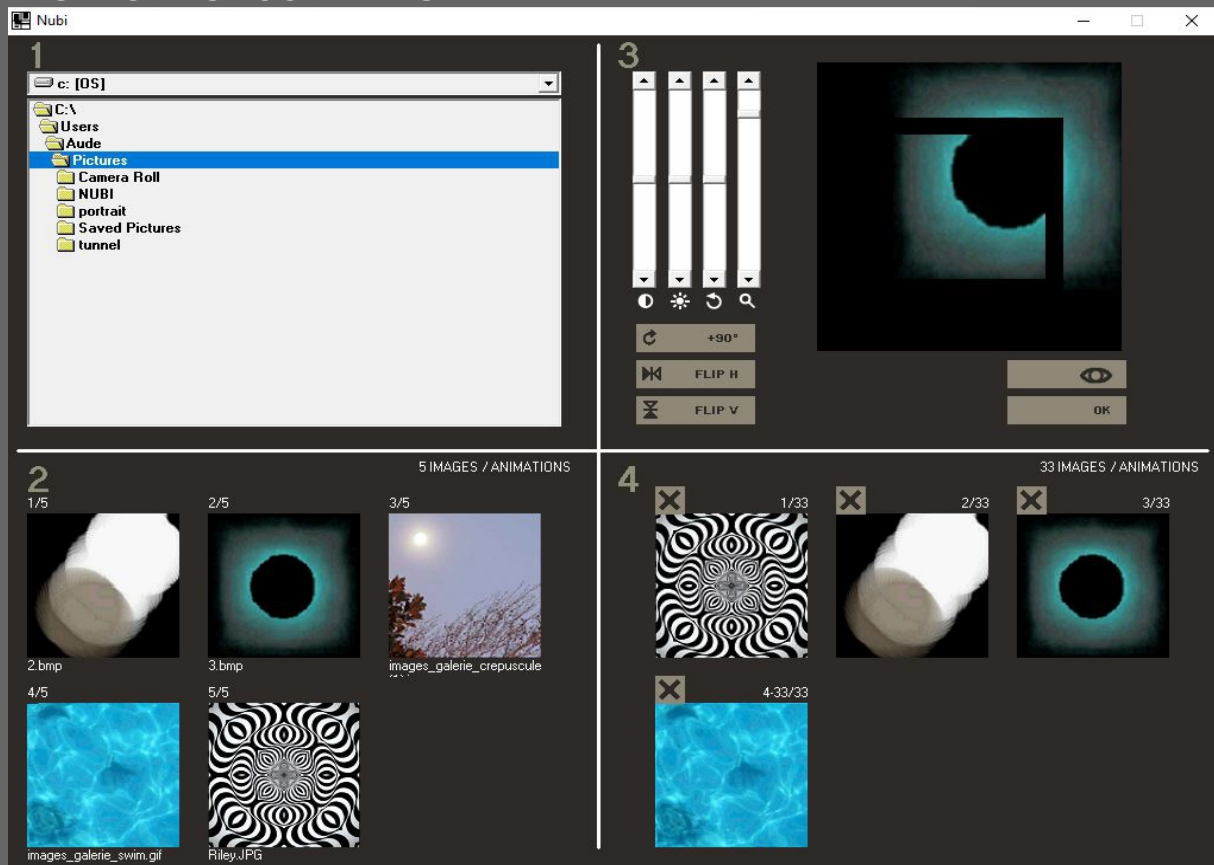 Nubi
1
c: [OS]
C:\
Users
Aude
Pictures
Camera Roll
NUBI
portrait
Saved Pictures
tunnel
3
+90°
FLIP H
FLIP V
OK
2
5 IMAGES / ANIMATIONS
1/5
2/5
3/5
2.bmp
3.bmp
images_galerie_crepuscule
4/5
5/5
images_galerie_swim.gif
Riley.JPG
4
33 IMAGES / ANIMATIONS
1/33
2/33
3/33
4-33/33